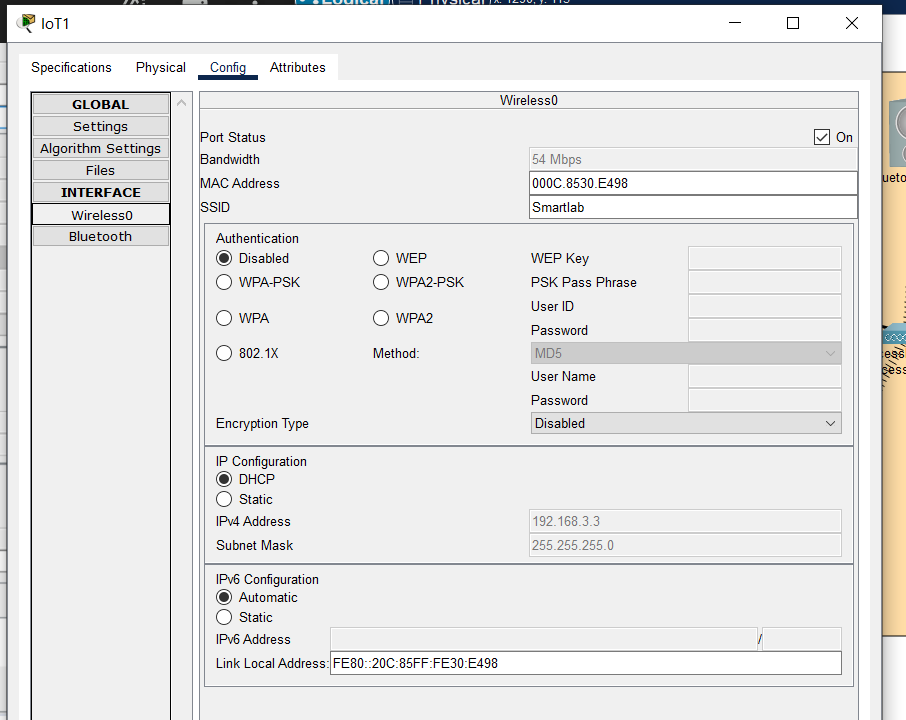 Logical Physical x: 1290, y: 115
IoT1
Specifications Physical Config Attributes
GLOBAL
Settings
Algorithm Settings
Files
INTERFACE
Wireless0
Bluetooth
Wireless0
Port Status On
Bandwidth 54 Mbps
MAC Address 000C.8530.E498
SSID Smartlab
Authentication
Disabled WEP WEP Key
WPA-PSK WPA2-PSK PSK Pass Phrase
User ID
WPA WPA2
Password
802.1X Method: MD5
User Name
Password
Encryption Type Disabled
IP Configuration
DHCP
Static
IPv4 Address 192.168.3.3
Subnet Mask 255.255.255.0
IPv6 Configuration
Automatic
Static
IPv6 Address /
Link Local Address: FE80::20C:85FF:FE30:E498